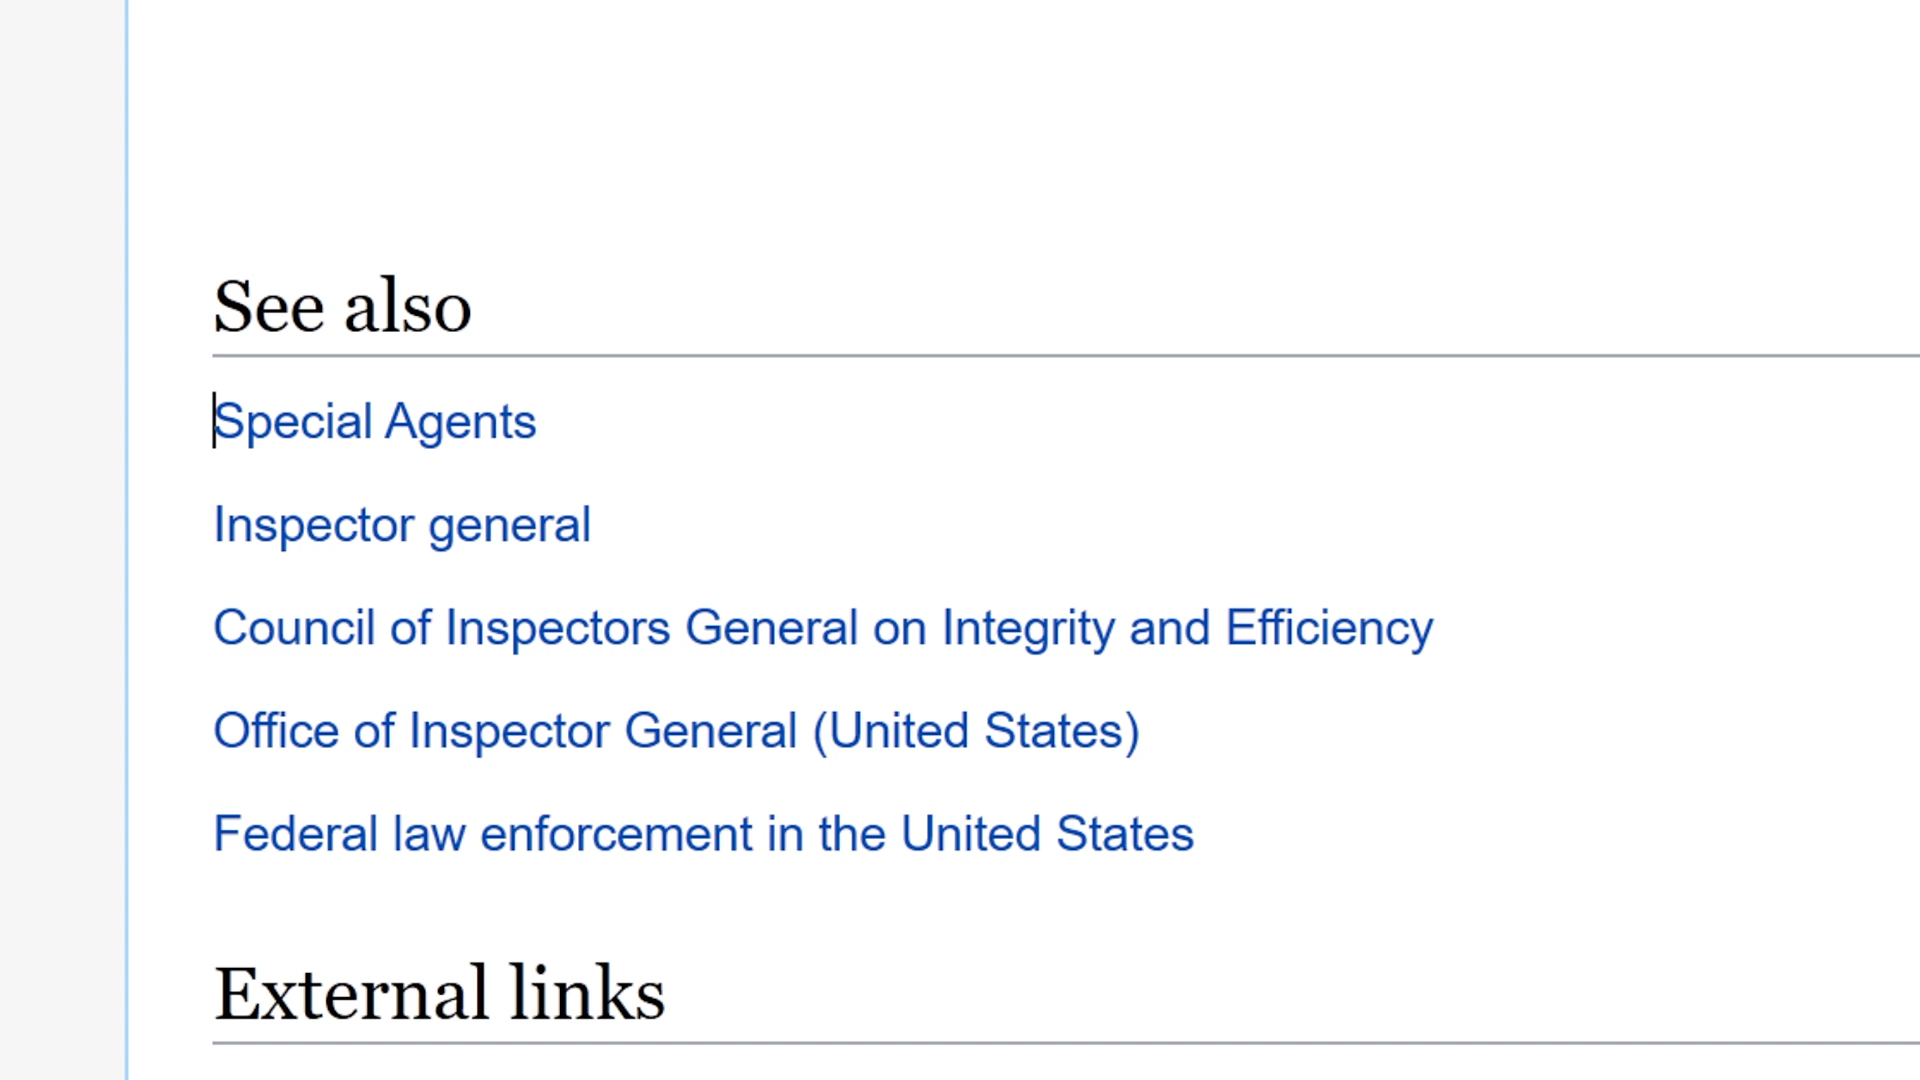 See also
Special Agents
Inspector general
Council of Inspectors General on Integrity and Efficiency
Office of Inspector General (United States)
Federal law enforcement in the United States
External links